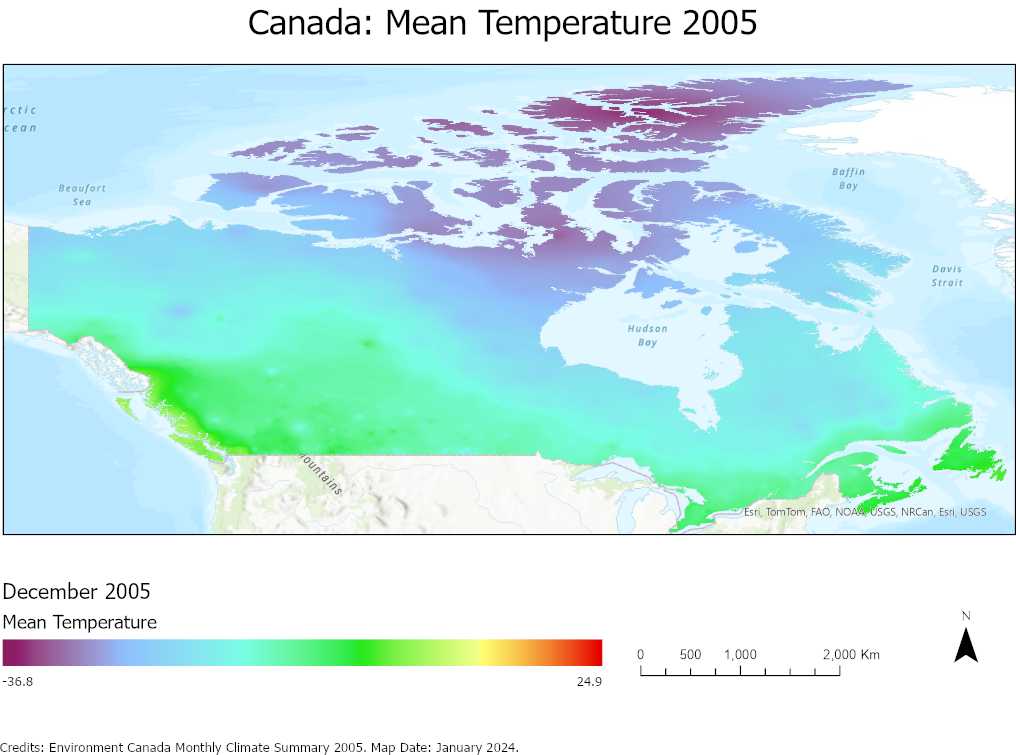 Canada: Mean Temperature 2005
rctic
cean
Beaufort
Sea
Baffin
Bay
Davis
Strait
Hudson
Bay
ountains
Esri, TomTom, FAO, NOAA, USGS, NRCan, Esri, USGS
December 2005
Mean Temperature
-36.8 24.9
0 500 1,000 2,000 Km
N
Credits: Environment Canada Monthly Climate Summary 2005. Map Date: January 2024.